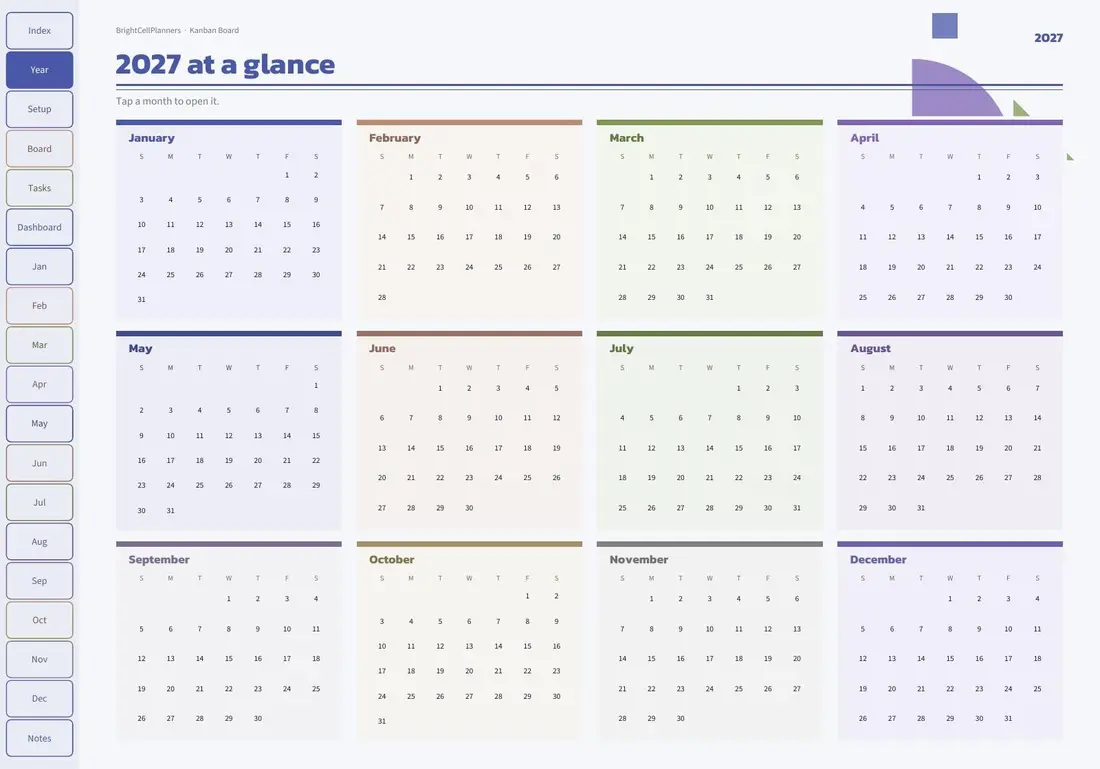 Index
Year
Setup
Board
Tasks
Dashboard
Jan
Feb
Mar
Apr
May
Jun
Jul
Aug
Sep
Oct
Nov
Dec
Notes
BrightCellPlanners · Kanban Board
2027
2027 at a glance
Tap a month to open it.
January
S M T W T F S
1 2
3 4 5 6 7 8 9
10 11 12 13 14 15 16
17 18 19 20 21 22 23
24 25 26 27 28 29 30
31
February
S M T W T F S
1 2 3 4 5 6
7 8 9 10 11 12 13
14 15 16 17 18 19 20
21 22 23 24 25 26 27
28
March
S M T W T F S
1 2 3 4 5 6
7 8 9 10 11 12 13
14 15 16 17 18 19 20
21 22 23 24 25 26 27
28 29 30 31
April
S M T W T F S
1 2 3
4 5 6 7 8 9 10
11 12 13 14 15 16 17
18 19 20 21 22 23 24
25 26 27 28 29 30
May
S M T W T F S
1
2 3 4 5 6 7 8
9 10 11 12 13 14 15
16 17 18 19 20 21 22
23 24 25 26 27 28 29
30 31
June
S M T W T F S
1 2 3 4 5
6 7 8 9 10 11 12
13 14 15 16 17 18 19
20 21 22 23 24 25 26
27 28 29 30
July
S M T W T F S
1 2 3
4 5 6 7 8 9 10
11 12 13 14 15 16 17
18 19 20 21 22 23 24
25 26 27 28 29 30 31
August
S M T W T F S
1 2 3 4 5 6 7
8 9 10 11 12 13 14
15 16 17 18 19 20 21
22 23 24 25 26 27 28
29 30 31
September
S M T W T F S
1 2 3 4
5 6 7 8 9 10 11
12 13 14 15 16 17 18
19 20 21 22 23 24 25
26 27 28 29 30
October
S M T W T F S
1 2
3 4 5 6 7 8 9
10 11 12 13 14 15 16
17 18 19 20 21 22 23
24 25 26 27 28 29 30
31
November
S M T W T F S
1 2 3 4 5 6
7 8 9 10 11 12 13
14 15 16 17 18 19 20
21 22 23 24 25 26 27
28 29 30
December
S M T W T F S
1 2 3 4
5 6 7 8 9 10 11
12 13 14 15 16 17 18
19 20 21 22 23 24 25
26 27 28 29 30 31